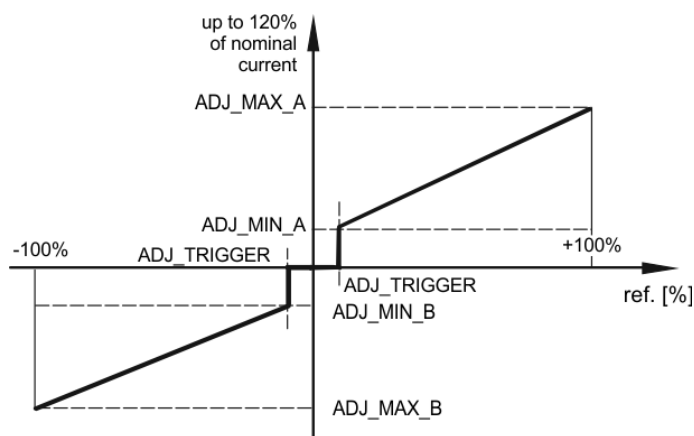 up to 120%
of nominal
current
ADJ_MAX_A
ADJ_MIN_A
-100%
ADJ_TRIGGER
+100%
ADJ_TRIGGER
ref. [%]
ADJ_MIN_B
ADJ_MAX_B